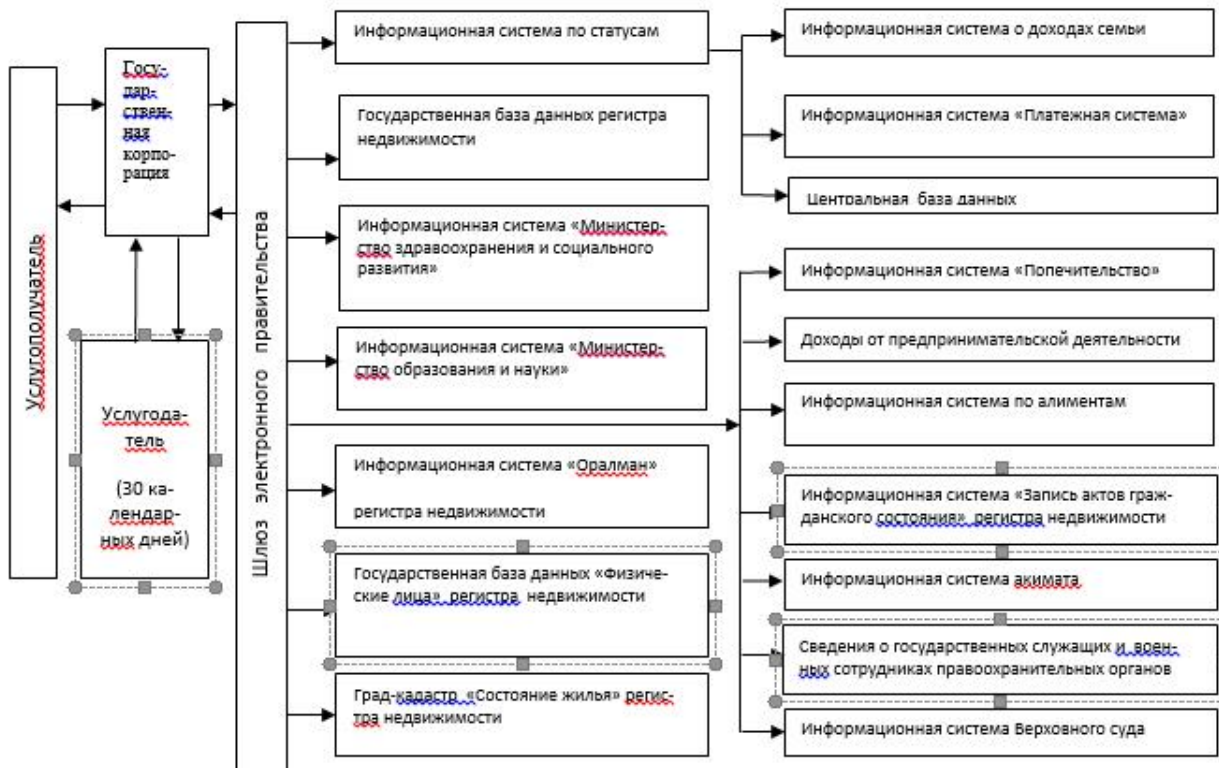 Услугополучатель
Госу-
дар-
ствен-
ная
корпо-
рация
Услугода-
тель
(30 ка-
лендар-
ных дней)
Шлюз электронного правительства
Информационная система по статусам
Государственная база данных регистра
недвижимости
Информационная система «Министер-
ство здравоохранения и социального
развития»
Информационная система «Министер-
ство образования и науки»
Информационная система «Оралман»
регистра недвижимости
Государственная база данных «Физиче-
ские лица» регистра недвижимости
Град-кадастр «Состояние жилья» регис-
тра недвижимости
Информационная система о доходах семьи
Информационная система «Платежная система»
Центральная база данных
Информационная система «Попечительство»
Доходы от предпринимательской деятельности
Информационная система по алиментам
Информационная система «Запись актов граж-
данского состояния» регистра недвижимости
Информационная система акимата
Сведения о государственных служащих и воен-
ных сотрудниках правоохранительных органов
Информационная система Верховного суда